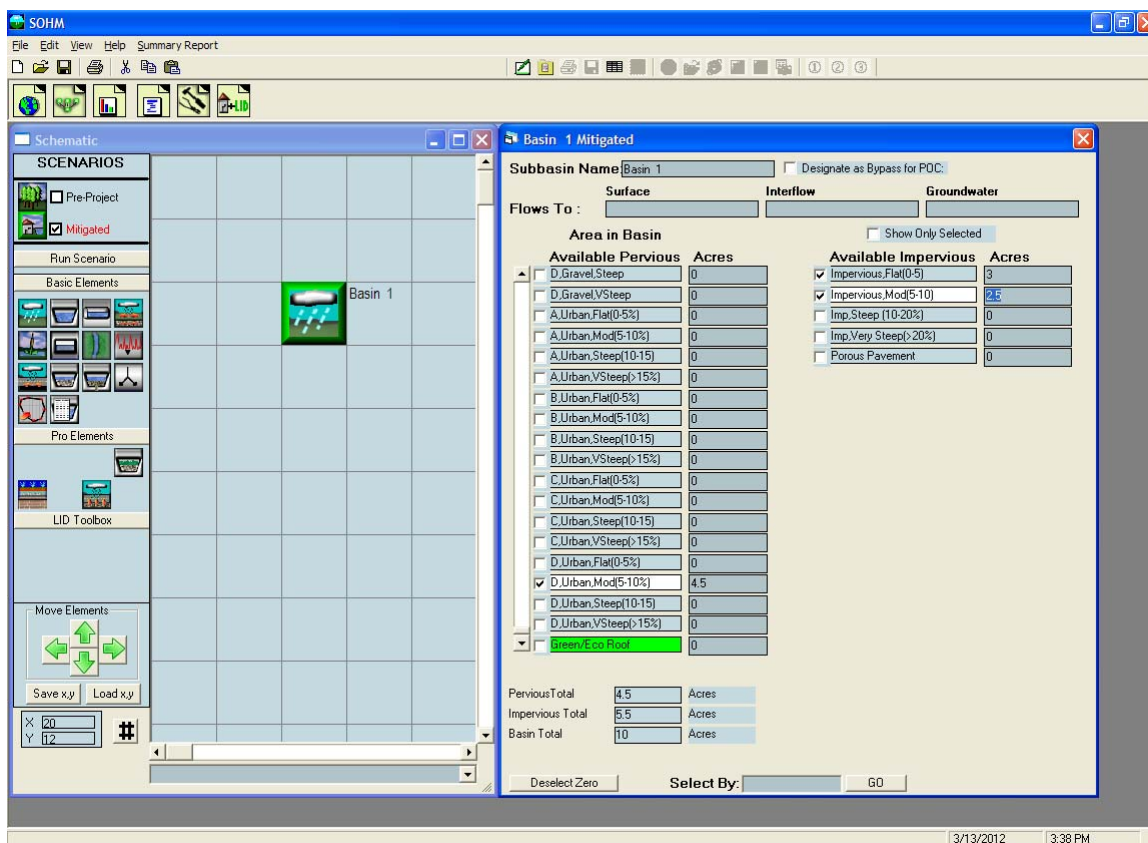 SOHM
File Edit View Help Summary Report
Schematic
SCENARIOS
Pre-Project
Mitigated
Run Scenario
Basic Elements
Pro Elements
LID Toolbox
Move Elements
Save x,y Load x,y
X 20
Y 12
#
Basin 1
Basin 1 Mitigated
Subbasin Name: Basin 1 Designate as Bypass for POC:
Surface Interflow Groundwater
Flows To :
Area in Basin Show Only Selected
Available Pervious Acres Available Impervious Acres
D,Gravel,Steep 0 Impervious,Flat(0-5) 3
D,Gravel,VSteep 0 Impervious,Mod(5-10) 2.5
A,Urban,Flat(0-5%) 0 Imp,Steep (10-20%) 0
A,Urban,Mod(5-10%) 0 Imp,Very Steep(>20%) 0
A,Urban,Steep(10-15) 0 Porous Pavement 0
A,Urban,VSteep(>15%) 0
B,Urban,Flat(0-5%) 0
B,Urban,Mod(5-10%) 0
B,Urban,Steep(10-15) 0
B,Urban,VSteep(>15%) 0
C,Urban,Flat(0-5%) 0
C,Urban,Mod(5-10%) 0
C,Urban,Steep(10-15) 0
C,Urban,VSteep(>15%) 0
D,Urban,Flat(0-5%) 0
D,Urban,Mod(5-10%) 4.5
D,Urban,Steep(10-15) 0
D,Urban,VSteep(>15%) 0
Green/Eco Roof 0
PerviousTotal 4.5 Acres
Impervious Total 5.5 Acres
Basin Total 10 Acres
Deselect Zero Select By: GO
3/13/2012 3:38 PM